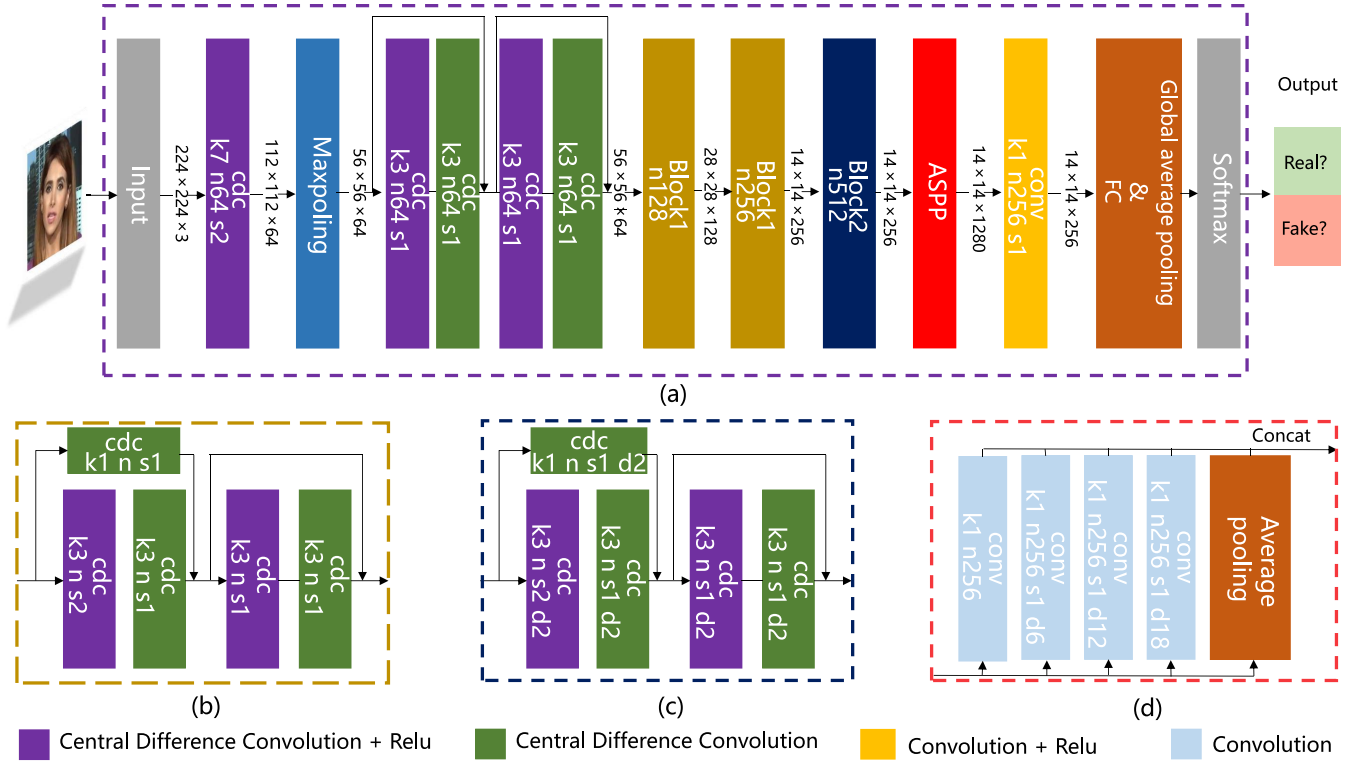 Input
224×224×3
cdc
k7 n64 s2
112×112×64
Maxpoling
56×56×64
cdc
k3 n64 s1
cdc
k3 n64 s1
cdc
k3 n64 s1
cdc
k3 n64 s1
56×56×64
Block1
n128
28×28×128
Block1
n256
14×14×256
Block2
n512
14×14×256
ASPP
14×14×1280
conv
k1 n256 s1
14×14×256
Global average pooling
&
FC
Softmax
Output
Real?
Fake?
(a)
cdc
k1 n s1
cdc
k3 n s2
cdc
k3 n s1
cdc
k3 n s1
cdc
k3 n s1
(b)
cdc
k1 n s1 d2
cdc
k3 n s2 d2
cdc
k3 n s1 d2
cdc
k3 n s1 d2
cdc
k3 n s1 d2
(c)
Concat
conv
k1 n256
conv
k1 n256 s1 d6
conv
k1 n256 s1 d12
conv
k1 n256 s1 d18
Average
pooling
(d)
Central Difference Convolution + Relu
Central Difference Convolution
Convolution + Relu
Convolution